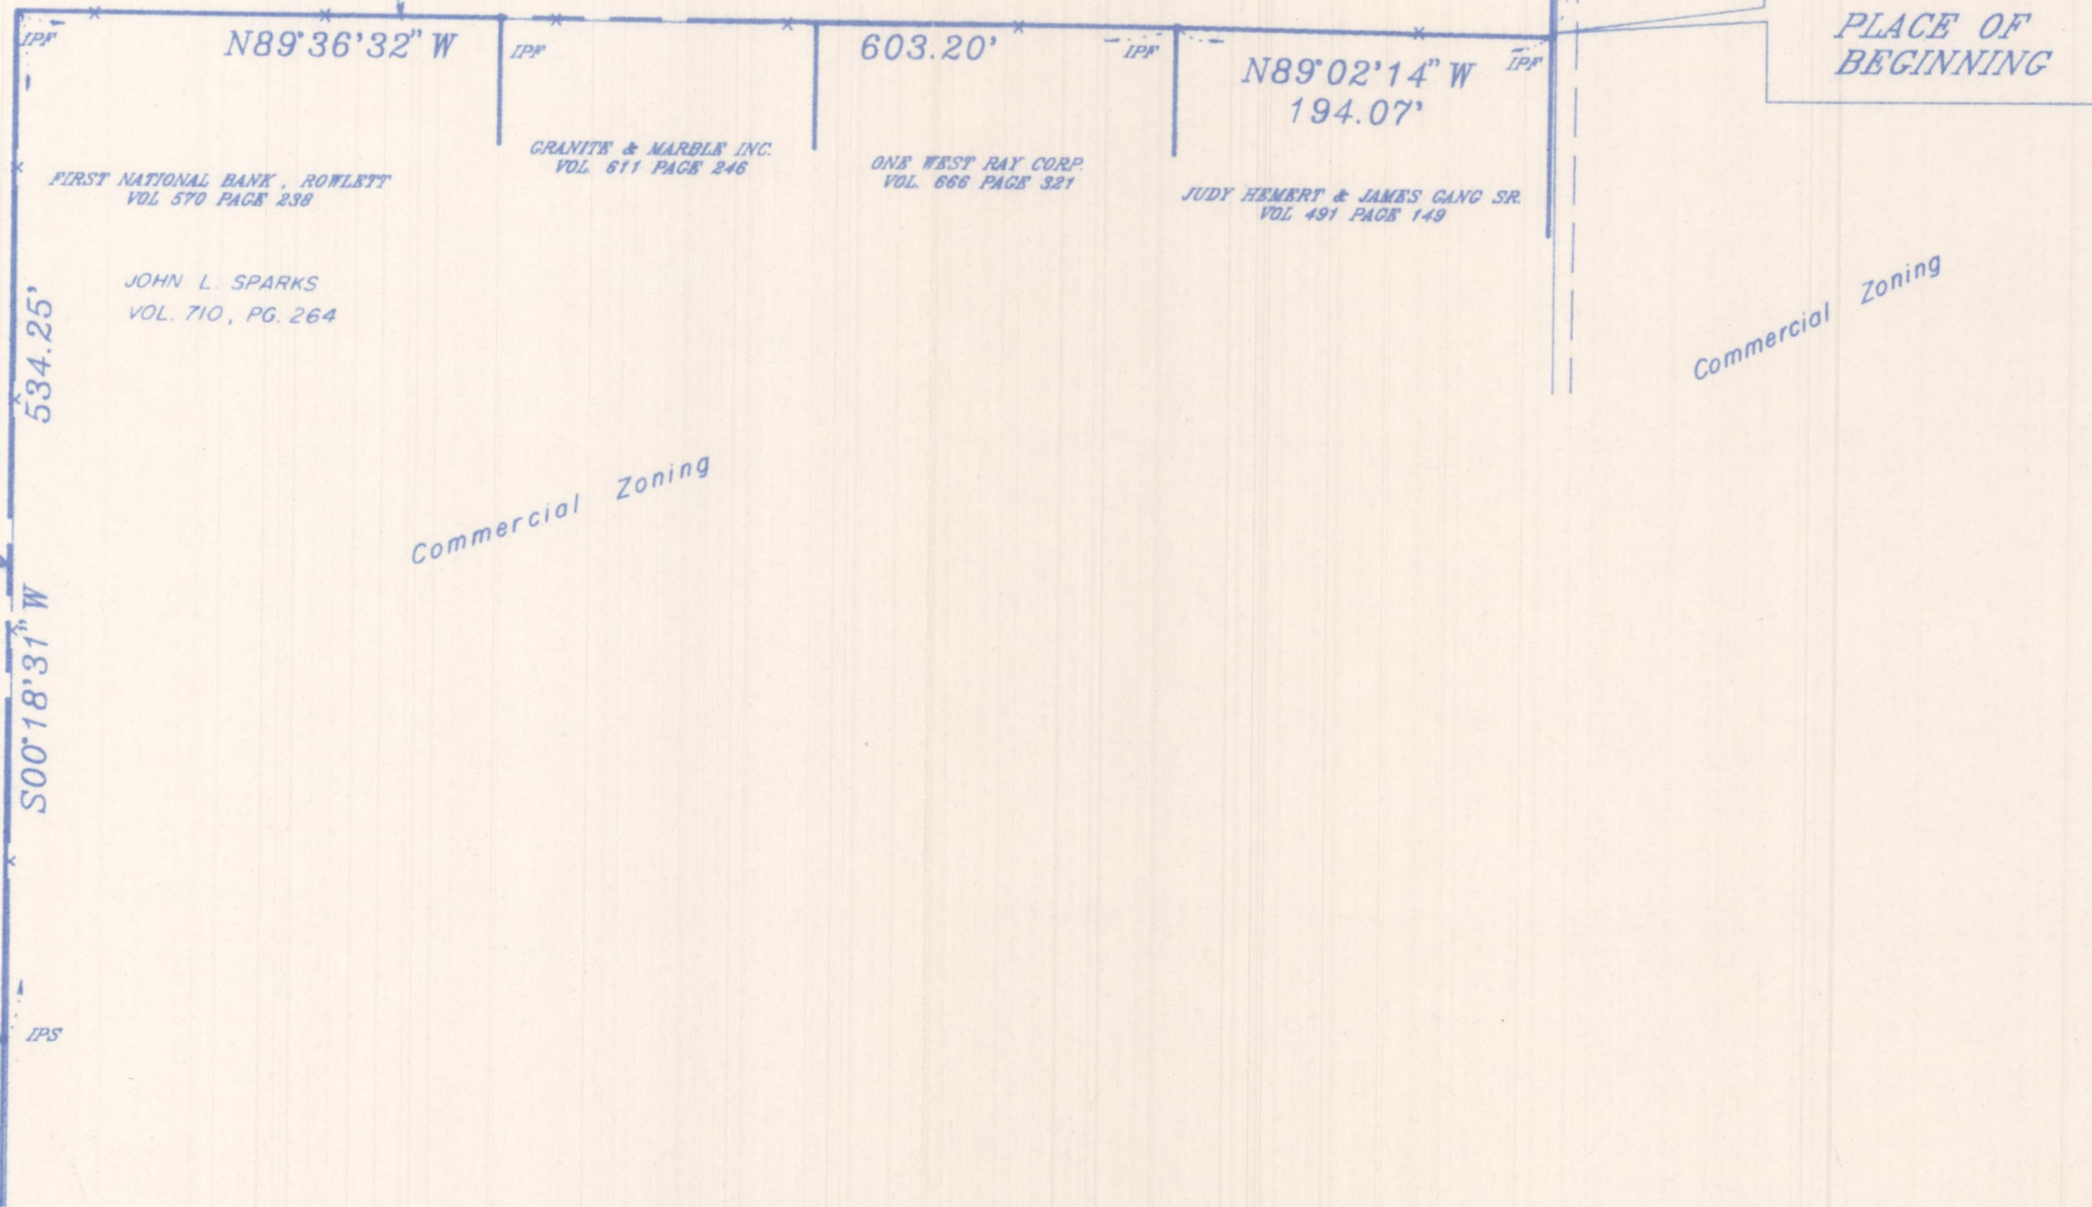 IPF
N89°36'32" W
IPF
603.20'
IPF
N89°02'14" W
194.07'
IPF
PLACE OF
BEGINNING
FIRST NATIONAL BANK, ROWLETT
VOL 570 PAGE 238
GRANITE & MARBLE INC.
VOL. 611 PAGE 246
ONE WEST RAY CORP.
VOL. 666 PAGE 321
JUDY HEMERT & JAMES GANG SR.
VOL 491 PAGE 149
JOHN L. SPARKS
VOL. 710, PG. 264
534.25'
S00°18'31" W
Commercial Zoning
Commercial Zoning
IPS